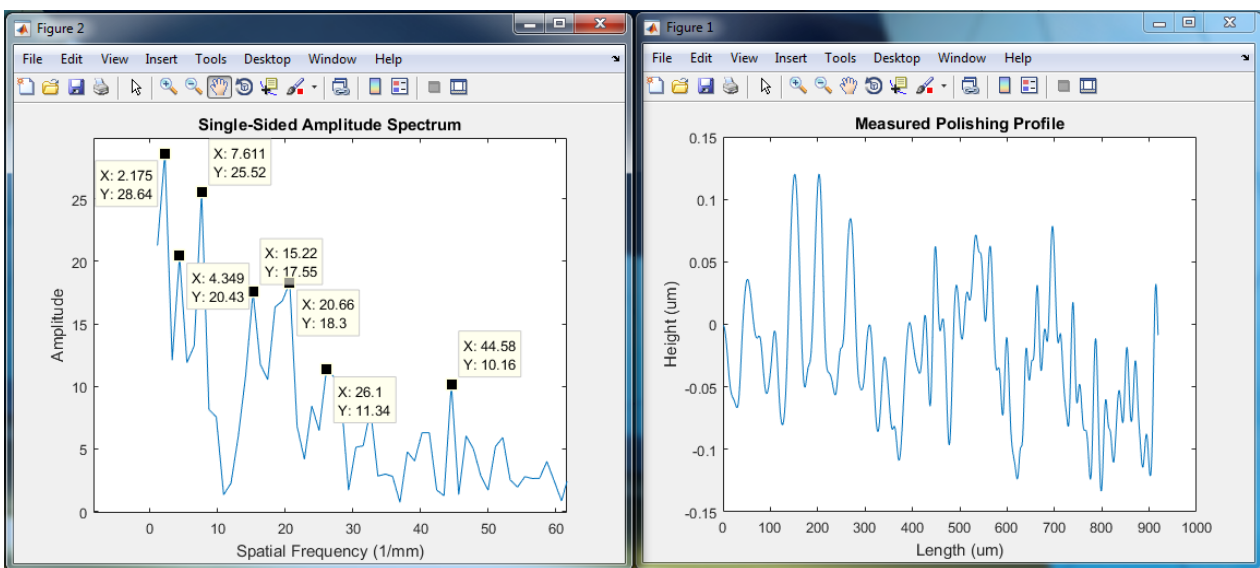 Figure 2
File Edit View Insert Tools Desktop Window Help
Single-Sided Amplitude Spectrum
X: 2.175
Y: 28.64
X: 7.611
Y: 25.52
X: 4.349
Y: 20.43
X: 15.22
Y: 17.55
X: 20.66
Y: 18.3
X: 26.1
Y: 11.34
X: 44.58
Y: 10.16
Amplitude
25
20
15
10
5
0
0 10 20 30 40 50 60
Spatial Frequency (1/mm)
Figure 1
File Edit View Insert Tools Desktop Window Help
Measured Polishing Profile
Height (um)
0.15
0.1
0.05
0
-0.05
-0.1
-0.15
0 100 200 300 400 500 600 700 800 900 1000
Length (um)